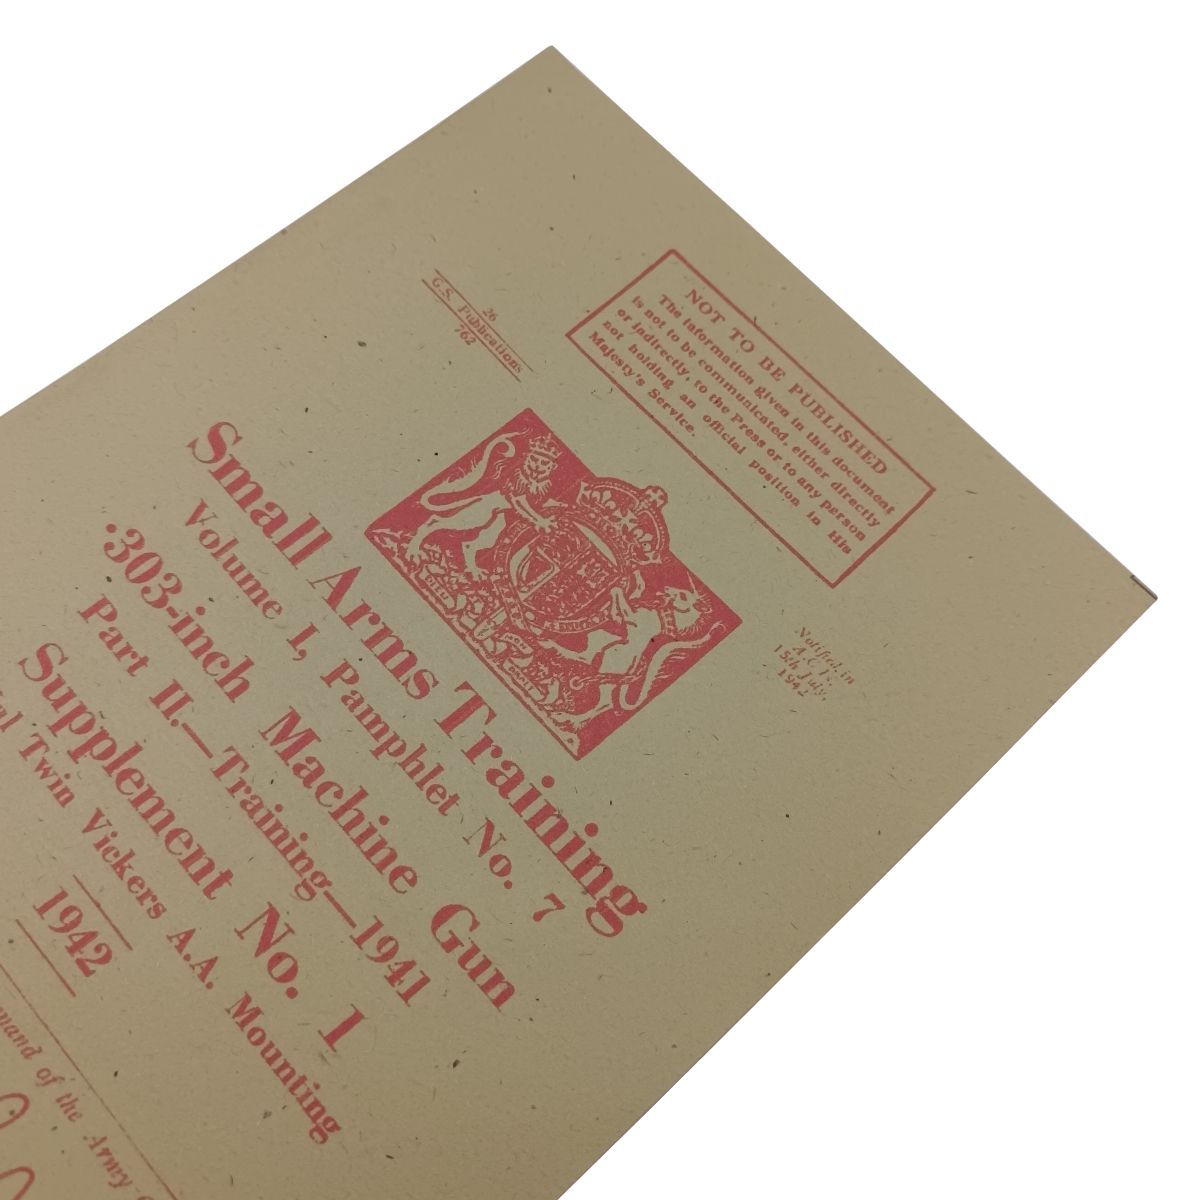 NOT TO BE PUBLISHED
The information given in this document
is not to be communicated, either directly
or indirectly, to the Press or to any person
not holding an official position in His
Majesty's Service.
26
G.S. Publications
762
Notified in
A.C.I.
15th July,
1942
Small Arms Training
Volume I, Pamphlet No. 7
.303-inch Machine Gun
Part II.—Training—1941
Supplement No. 1
Twin Vickers A.A. Mounting
1942
of the Army